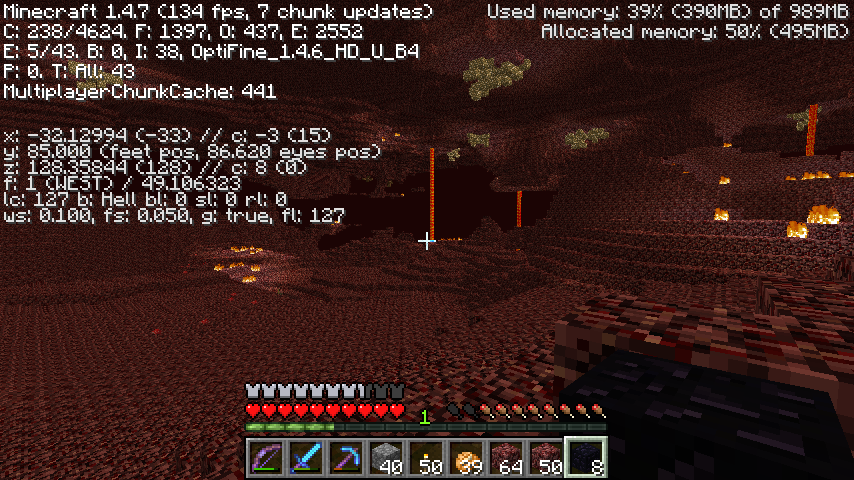 Minecraft 1.4.7 (134 fps, 7 chunk updates)
C: 238/4624, F: 1397, O: 437, E: 2552
E: 5/43, B: 0, I: 38, OptiFine_1.4.6_HD_U_B4
P: 0, T: All: 43
MultiplayerChunkCache: 441
Used memory: 39% (390MB) of 989MB
Allocated memory: 50% (495MB)
x: -32.12994 (-33) // c: -3 (15)
y: 85.000 (feet pos, 86.620 eyes pos)
z: 128.35844 (128) // c: 8 (0)
f: 1 (WEST) / 49.106323
lc: 127 b: Hell bl: 0 sl: 0 rl: 0
ws: 0.100, fs: 0.050, g: true, fl: 127
1
40 50 39 64 50 8